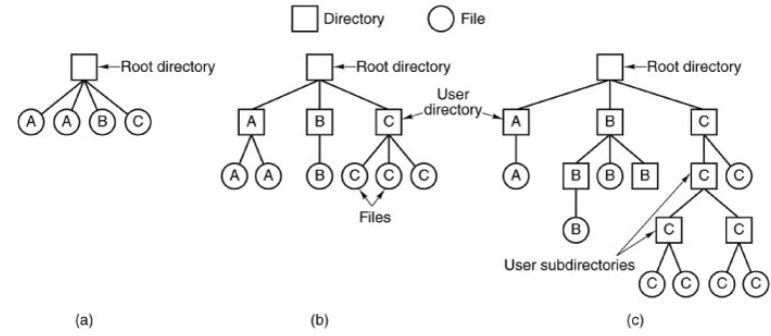 Directory File
Root directory
A A B C
(a)
Root directory
User directory
A B C
A A B C C C
Files
(b)
Root directory
A B C
A B B B C C
B C C
User subdirectories
C C C C
(c)